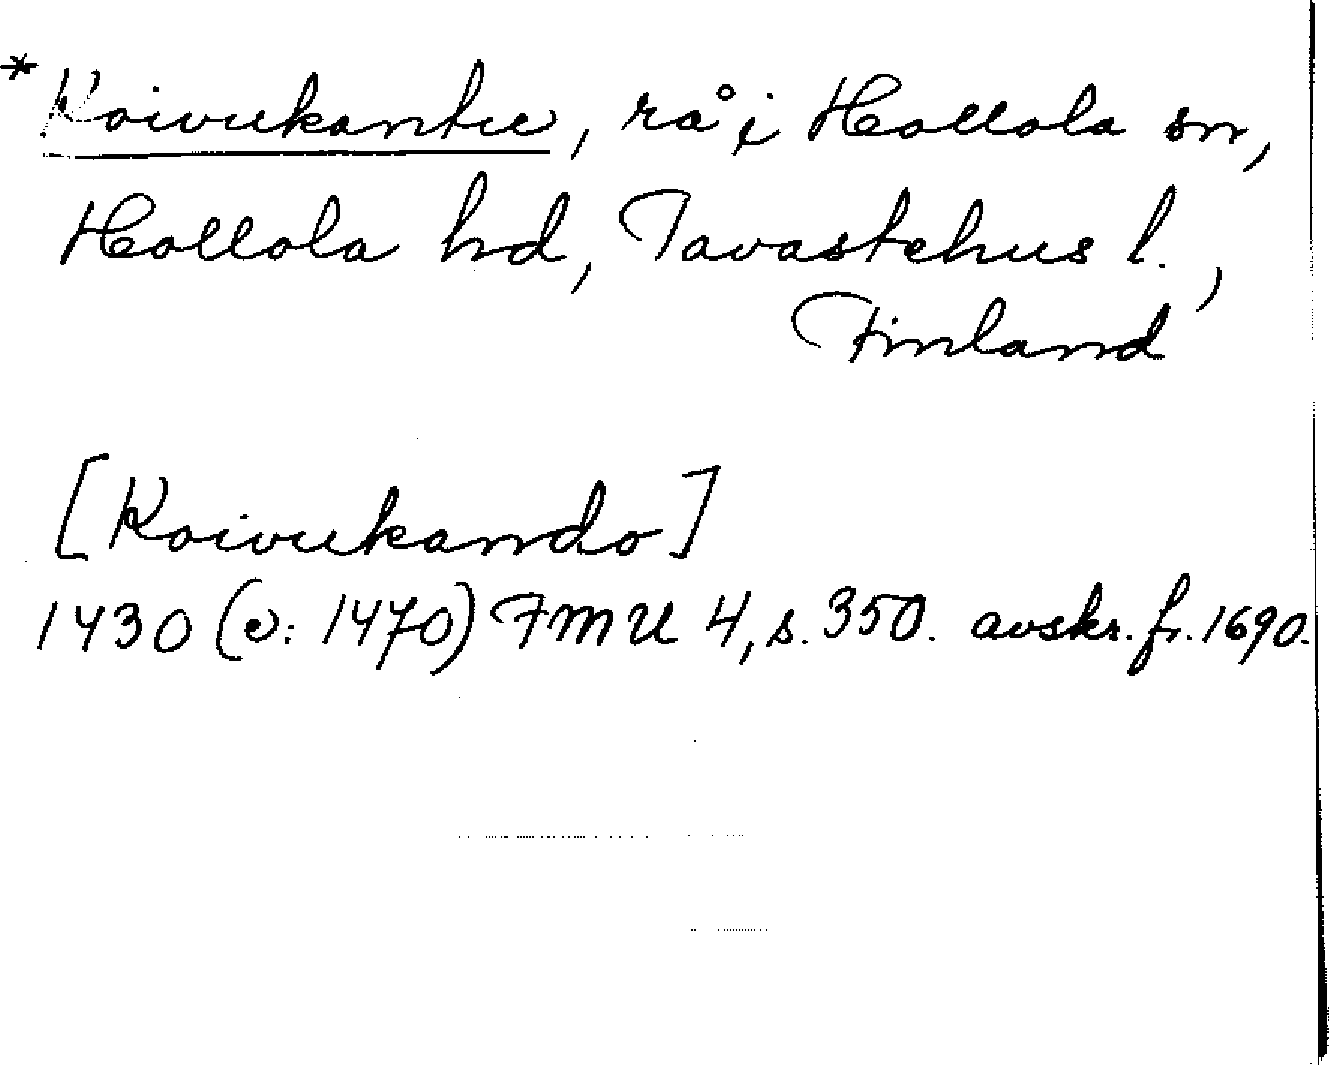 *Koivukantu, rå i Hollola sn,
Hollola hd, Tavastehus l.,
Finland
[Koivukando]
1430 (o: 1470) FMU 4, s. 350. avskr. fr. 1690.